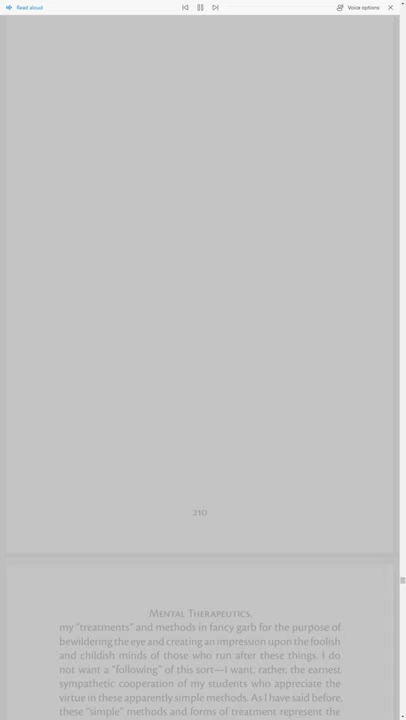 Read aloud
Voice options
210
Mental Therapeutics.
my "treatments" and methods in fancy garb for the purpose of
bewildering the eye and creating an impression upon the foolish
and childish minds of those who run after these things. I do
not want a "following" of this sort—I want, rather, the earnest
sympathetic cooperation of my students who appreciate the
virtue in these apparently simple methods. As I have said before,
these "simple" methods and forms of treatment represent the